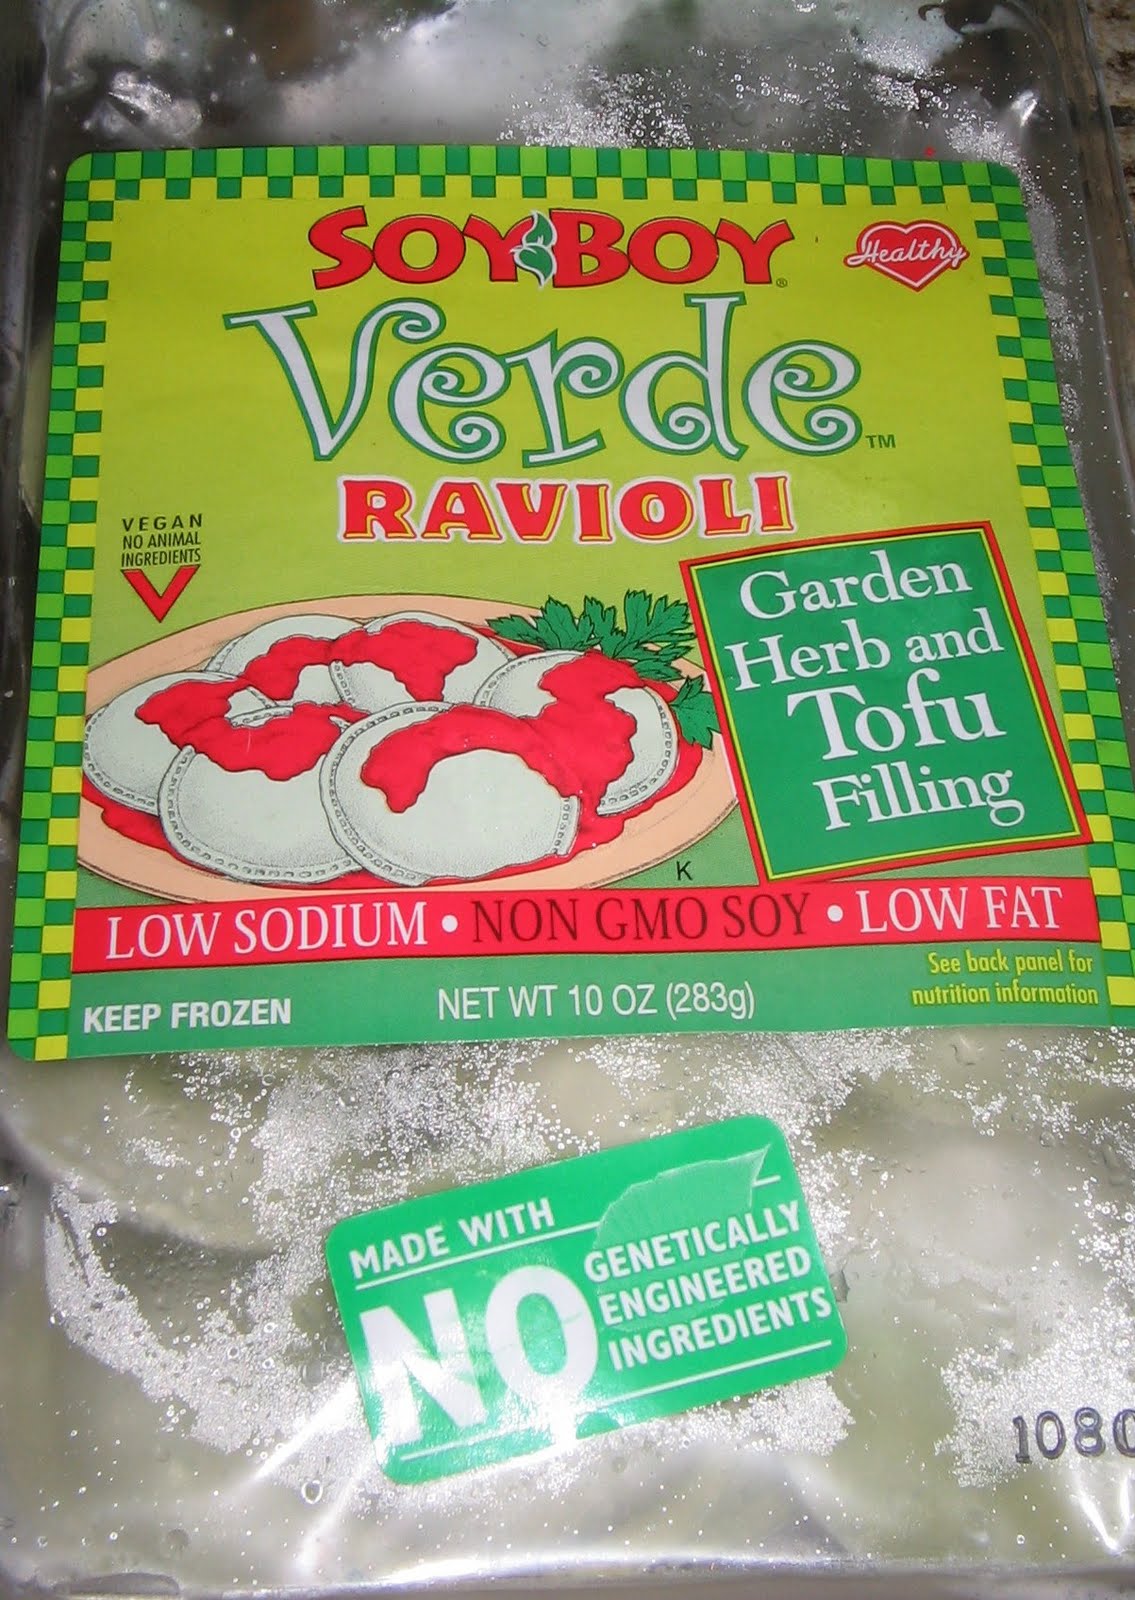 SOYBOY®
Healthy
Verde™
RAVIOLI
VEGAN
NO ANIMAL
INGREDIENTS
V
Garden
Herb and
Tofu
Filling
K
LOW SODIUM • NON GMO SOY • LOW FAT
See back panel for
nutrition information
KEEP FROZEN
NET WT 10 OZ (283g)
MADE WITH
NO
GENETICALLY
ENGINEERED
INGREDIENTS
1080